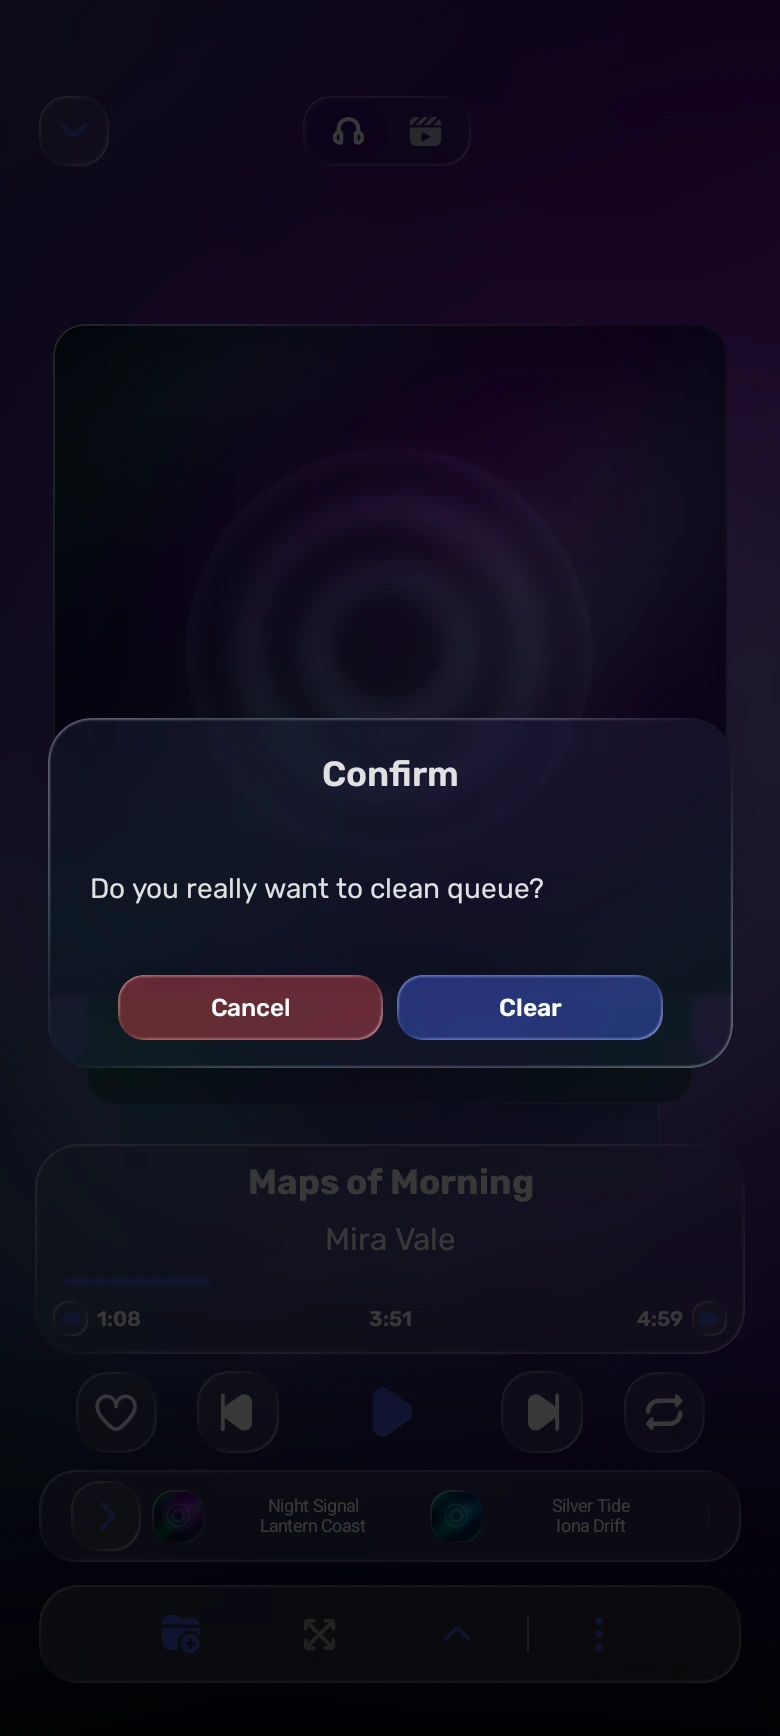 Confirm
Do you really want to clean queue?
Cancel
Clear
Maps of Morning
Mira Vale
1:08
3:51
4:59
Night Signal
Lantern Coast
Silver Tide
Iona Drift